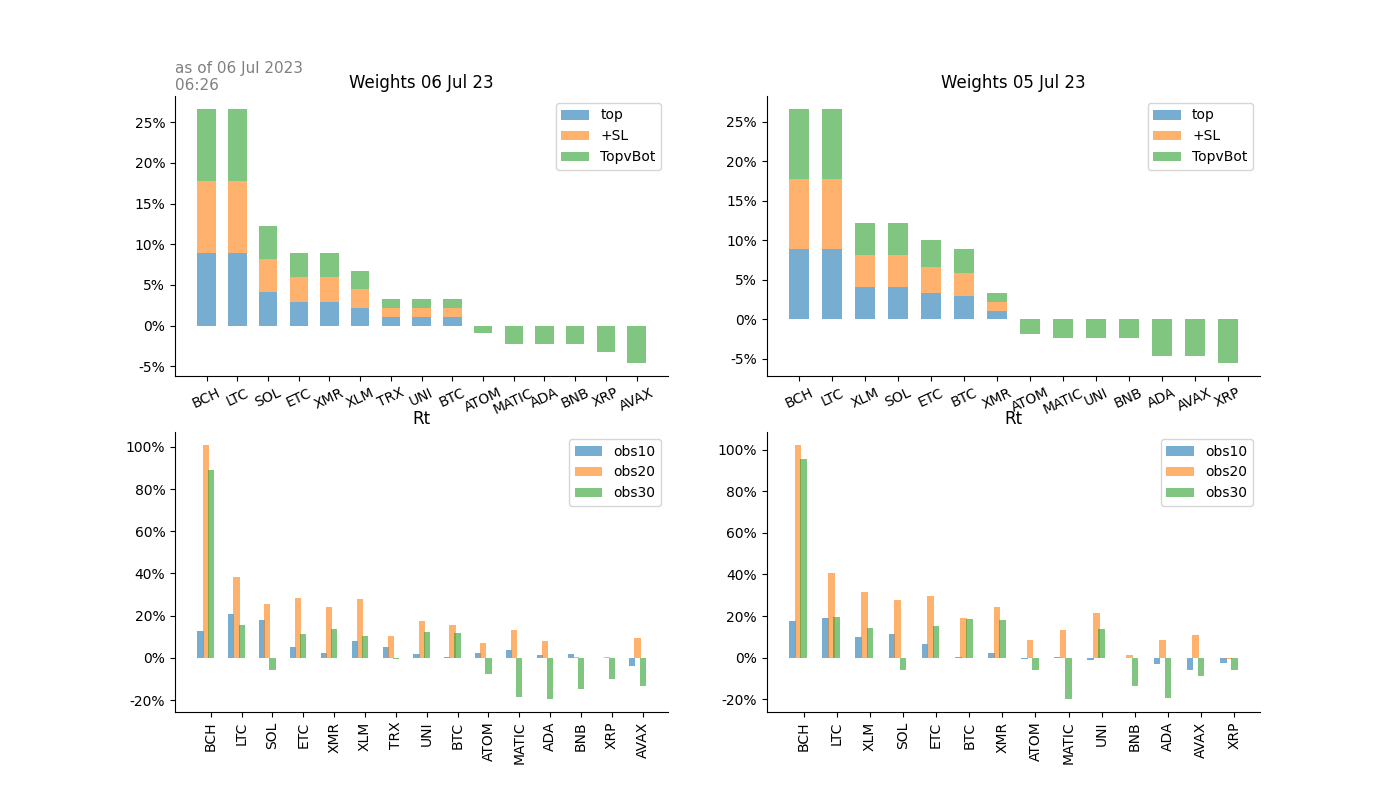 as of 06 Jul 2023
06:26
Weights 06 Jul 23
25%
20%
15%
10%
5%
0%
-5%
top
+SL
TopvBot
BCH LTC SOL ETC XMR XLM TRX UNI BTC ATOM MATIC ADA BNB XRP AVAX
Weights 05 Jul 23
25%
20%
15%
10%
5%
0%
-5%
top
+SL
TopvBot
BCH LTC XLM SOL ETC BTC XMR ATOM MATIC UNI BNB ADA AVAX XRP
Rt
100%
80%
60%
40%
20%
0%
-20%
obs10
obs20
obs30
BCH LTC SOL ETC XMR XLM TRX UNI BTC ATOM MATIC ADA BNB XRP AVAX
Rt
100%
80%
60%
40%
20%
0%
-20%
obs10
obs20
obs30
BCH LTC XLM SOL ETC BTC XMR ATOM MATIC UNI BNB ADA AVAX XRP